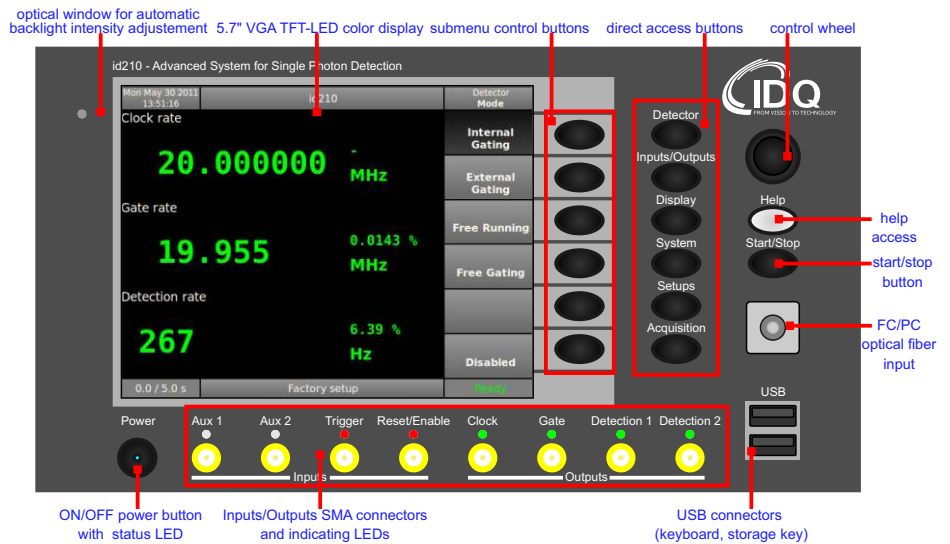 optical window for automatic
backlight intensity adjustement
5.7" VGA TFT-LED color display
submenu control buttons
direct access buttons
control wheel
id210 - Advanced System for Single Photon Detection
IDQ
FROM VISION TO TECHNOLOGY
Mon May 30 2011
13:51:16
id210
Detector
Mode
Clock rate
20.000000 - MHz
Gate rate
19.955 0.0143 % MHz
Detection rate
267 6.39 % Hz
Internal
Gating
External
Gating
Free Running
Free Gating
Disabled
0.0 / 5.0 s
Factory setup
Ready
Detector
Inputs/Outputs
Display
System
Setups
Acquisition
Help
Start/Stop
help
access
start/stop
button
FC/PC
optical fiber
input
USB
Power
Aux 1
Aux 2
Trigger
Reset/Enable
Clock
Gate
Detection 1
Detection 2
Inputs
Outputs
ON/OFF power button
with status LED
Inputs/Outputs SMA connectors
and indicating LEDs
USB connectors
(keyboard, storage key)